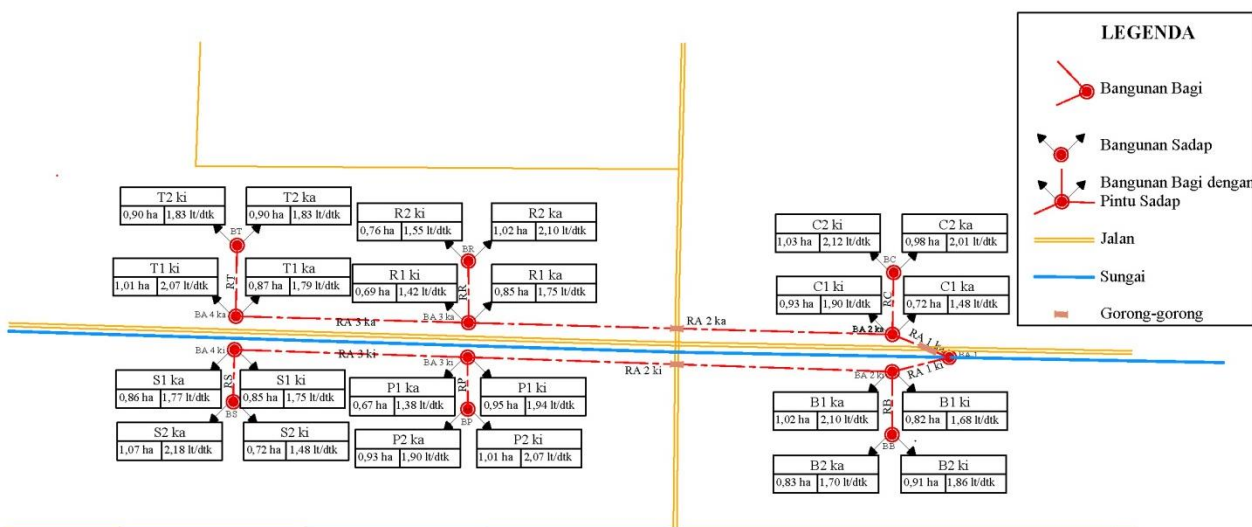 LEGENDA
Bangunan Bagi
Bangunan Sadap
Bangunan Bagi dengan
Pintu Sadap
Jalan
Sungai
Gorong-gorong
T2 ki
0,90 ha 1,83 lt/dtk
T2 ka
0,90 ha 1,83 lt/dtk
BT
T1 ki
1,01 ha 2,07 lt/dtk
T1 ka
0,87 ha 1,79 lt/dtk
RT
BA 4 ka
RA 3 ka
R2 ki
0,76 ha 1,55 lt/dtk
R2 ka
1,02 ha 2,10 lt/dtk
BR
R1 ki
0,69 ha 1,42 lt/dtk
R1 ka
0,85 ha 1,75 lt/dtk
RR
BA 3 ka
RA 2 ka
C2 ki
1,03 ha 2,12 lt/dtk
C2 ka
0,98 ha 2,01 lt/dtk
BC
C1 ki
0,93 ha 1,90 lt/dtk
C1 ka
0,72 ha 1,48 lt/dtk
RC
BA 2 ka
RA 1 ka
BA 1
RA 1 ki
BA 4 ki
RA 3 ki
BA 3 ki
RA 2 ki
BA 2 ki
S1 ka
0,86 ha 1,77 lt/dtk
S1 ki
0,85 ha 1,75 lt/dtk
RS
BS
S2 ka
1,07 ha 2,18 lt/dtk
S2 ki
0,72 ha 1,48 lt/dtk
P1 ka
0,67 ha 1,38 lt/dtk
P1 ki
0,95 ha 1,94 lt/dtk
RP
BP
P2 ka
0,93 ha 1,90 lt/dtk
P2 ki
1,01 ha 2,07 lt/dtk
B1 ka
1,02 ha 2,10 lt/dtk
B1 ki
0,82 ha 1,68 lt/dtk
RB
BB
B2 ka
0,83 ha 1,70 lt/dtk
B2 ki
0,91 ha 1,86 lt/dtk